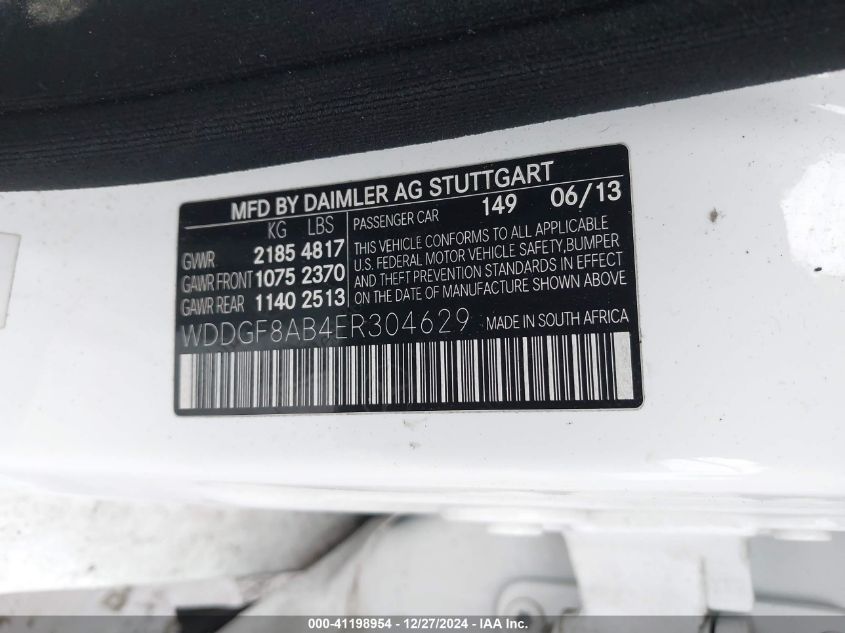 MFD BY DAIMLER AG STUTTGART
KG LBS
GVWR 2185 4817
GAWR FRONT 1075 2370
GAWR REAR 1140 2513
PASSENGER CAR 149 06/13
THIS VEHICLE CONFORMS TO ALL APPLICABLE
U.S. FEDERAL MOTOR VEHICLE SAFETY,BUMPER
AND THEFT PREVENTION STANDARDS IN EFFECT
ON THE DATE OF MANUFACTURE SHOWN ABOVE
WDDGF8AB4ER304629 MADE IN SOUTH AFRICA
000-41198954 - 12/27/2024 - IAA Inc.